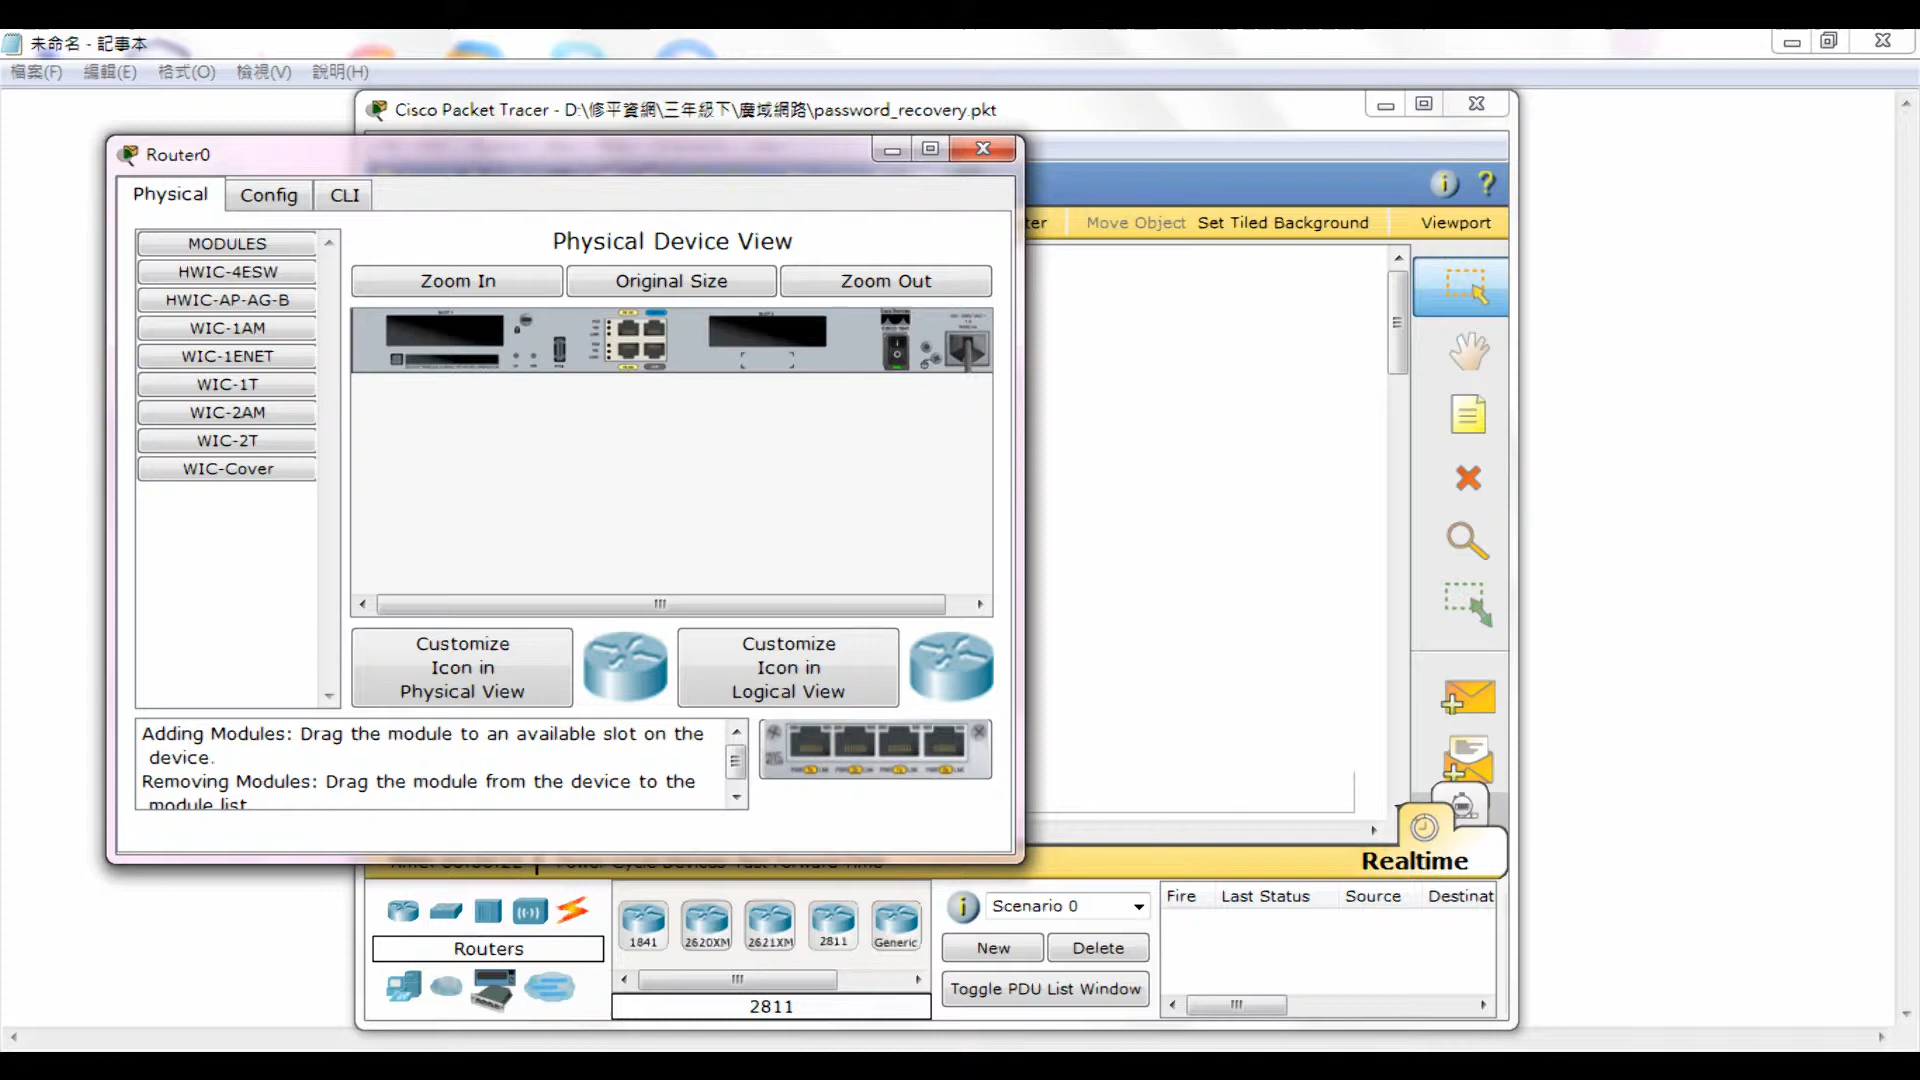 未命名 - 記事本
檔案(F) 編輯(E) 格式(O) 檢視(V) 說明(H)
Cisco Packet Tracer - D:\修平資網\三年級下\廣域網路\password_recovery.pkt
Router0
Physical Config CLI
Move Object Set Tiled Background Viewport
MODULES
HWIC-4ESW
HWIC-AP-AG-B
WIC-1AM
WIC-1ENET
WIC-1T
WIC-2AM
WIC-2T
WIC-Cover
Physical Device View
Zoom In Original Size Zoom Out
Customize
Icon in
Physical View
Customize
Icon in
Logical View
Adding Modules: Drag the module to an available slot on the
device.
Removing Modules: Drag the module from the device to the
module list
Realtime
Routers
1841 2620XM 2621XM 2811 Generic
2811
Scenario 0
New Delete
Toggle PDU List Window
Fire Last Status Source Destinat